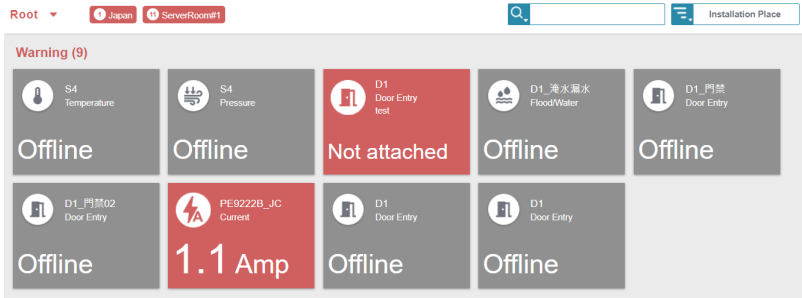 Root
1 Japan
11 ServerRoom#1
Installation Place
Warning (9)
S4
Temperature
Offline
S4
Pressure
Offline
D1
Door Entry
test
Not attached
D1_淹水漏水
Flood/Water
Offline
D1_門禁
Door Entry
Offline
D1_門禁02
Door Entry
Offline
A
PE9222B_JC
Current
1.1 Amp
D1
Door Entry
Offline
D1
Door Entry
Offline